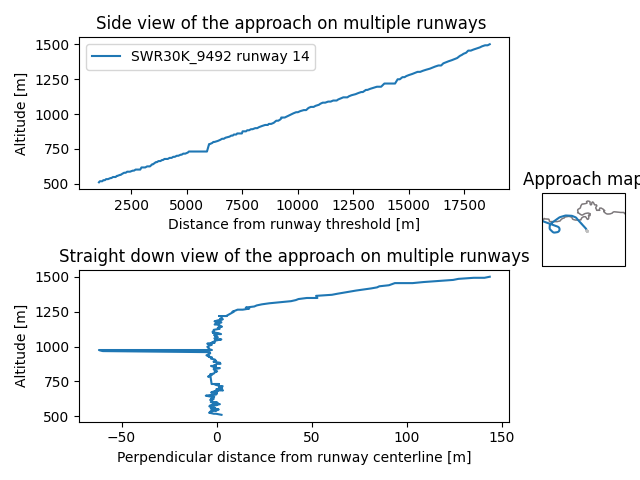 Side view of the approach on multiple runways
Altitude [m]
1500
1250
1000
750
500
SWR30K_9492 runway 14
2500 5000 7500 10000 12500 15000 17500
Distance from runway threshold [m]
Approach map
Straight down view of the approach on multiple runways
Altitude [m]
1500
1250
1000
750
500
−50 0 50 100 150
Perpendicular distance from runway centerline [m]